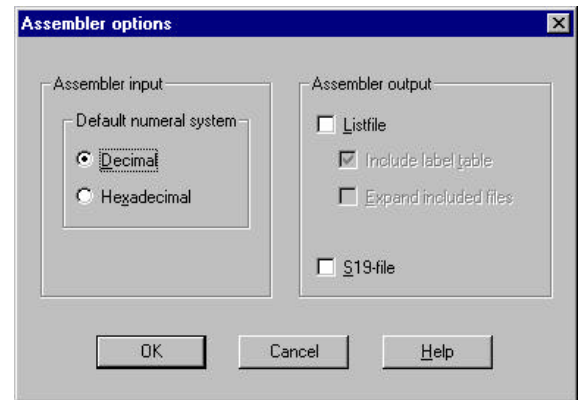 Assembler options
Assembler input
Default numeral system
Decimal
Hexadecimal
Assembler output
Listfile
Include label table
Expand included files
S19-file
OK
Cancel
Help